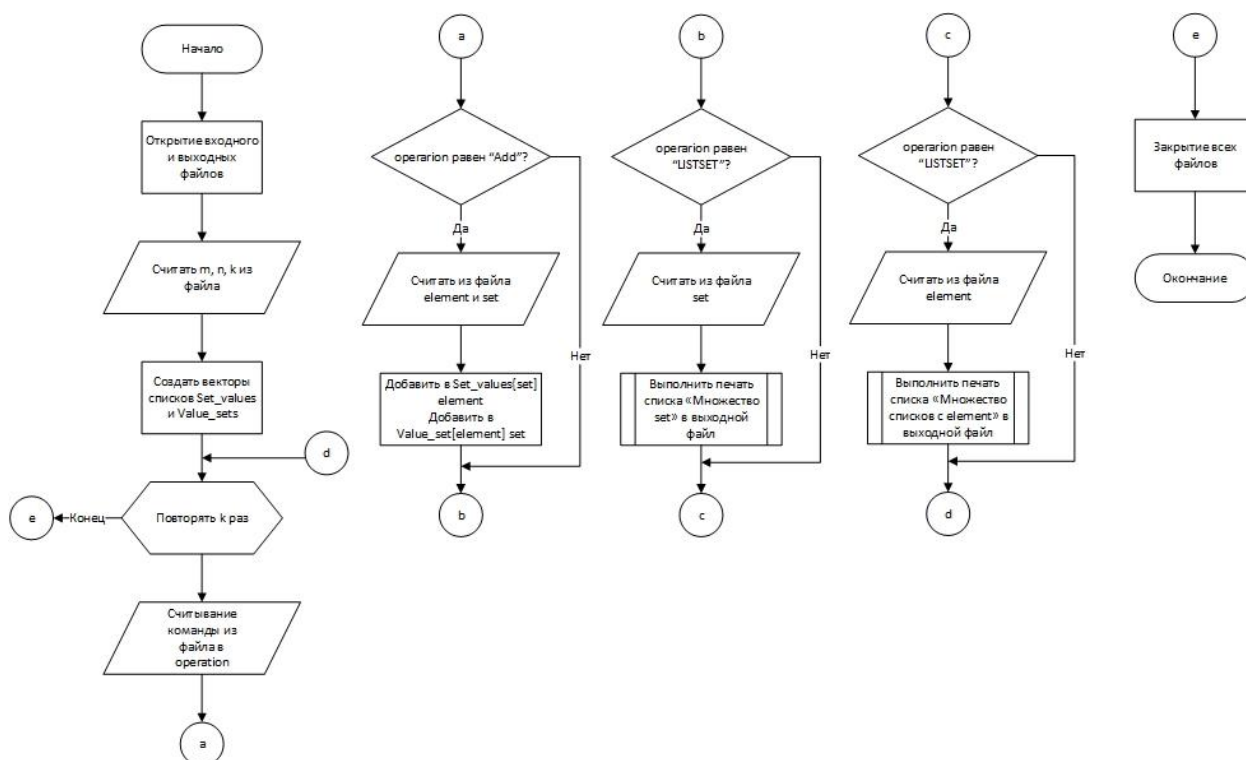 Начало
Открытие входного
и выходных
файлов
Считать m, n, k из
файла
Создать векторы
списков Set_values
и Value_sets
d
Повторять k раз
Конец
e
Считывание
команды из
файла в
operation
a
a
operarion равен “Add”?
Да
Нет
Считать из файла
element и set
Добавить в Set_values[set]
element
Добавить в
Value_set[element] set
b
b
operarion равен
“LISTSET”?
Да
Нет
Считать из файла
set
Выполнить печать
списка «Множество
set» в выходной
файл
c
c
operarion равен
“LISTSET”?
Да
Нет
Считать из файла
element
Выполнить печать
списка «Множество
списков с element» в
выходной файл
d
e
Закрытие всех
файлов
Окончание